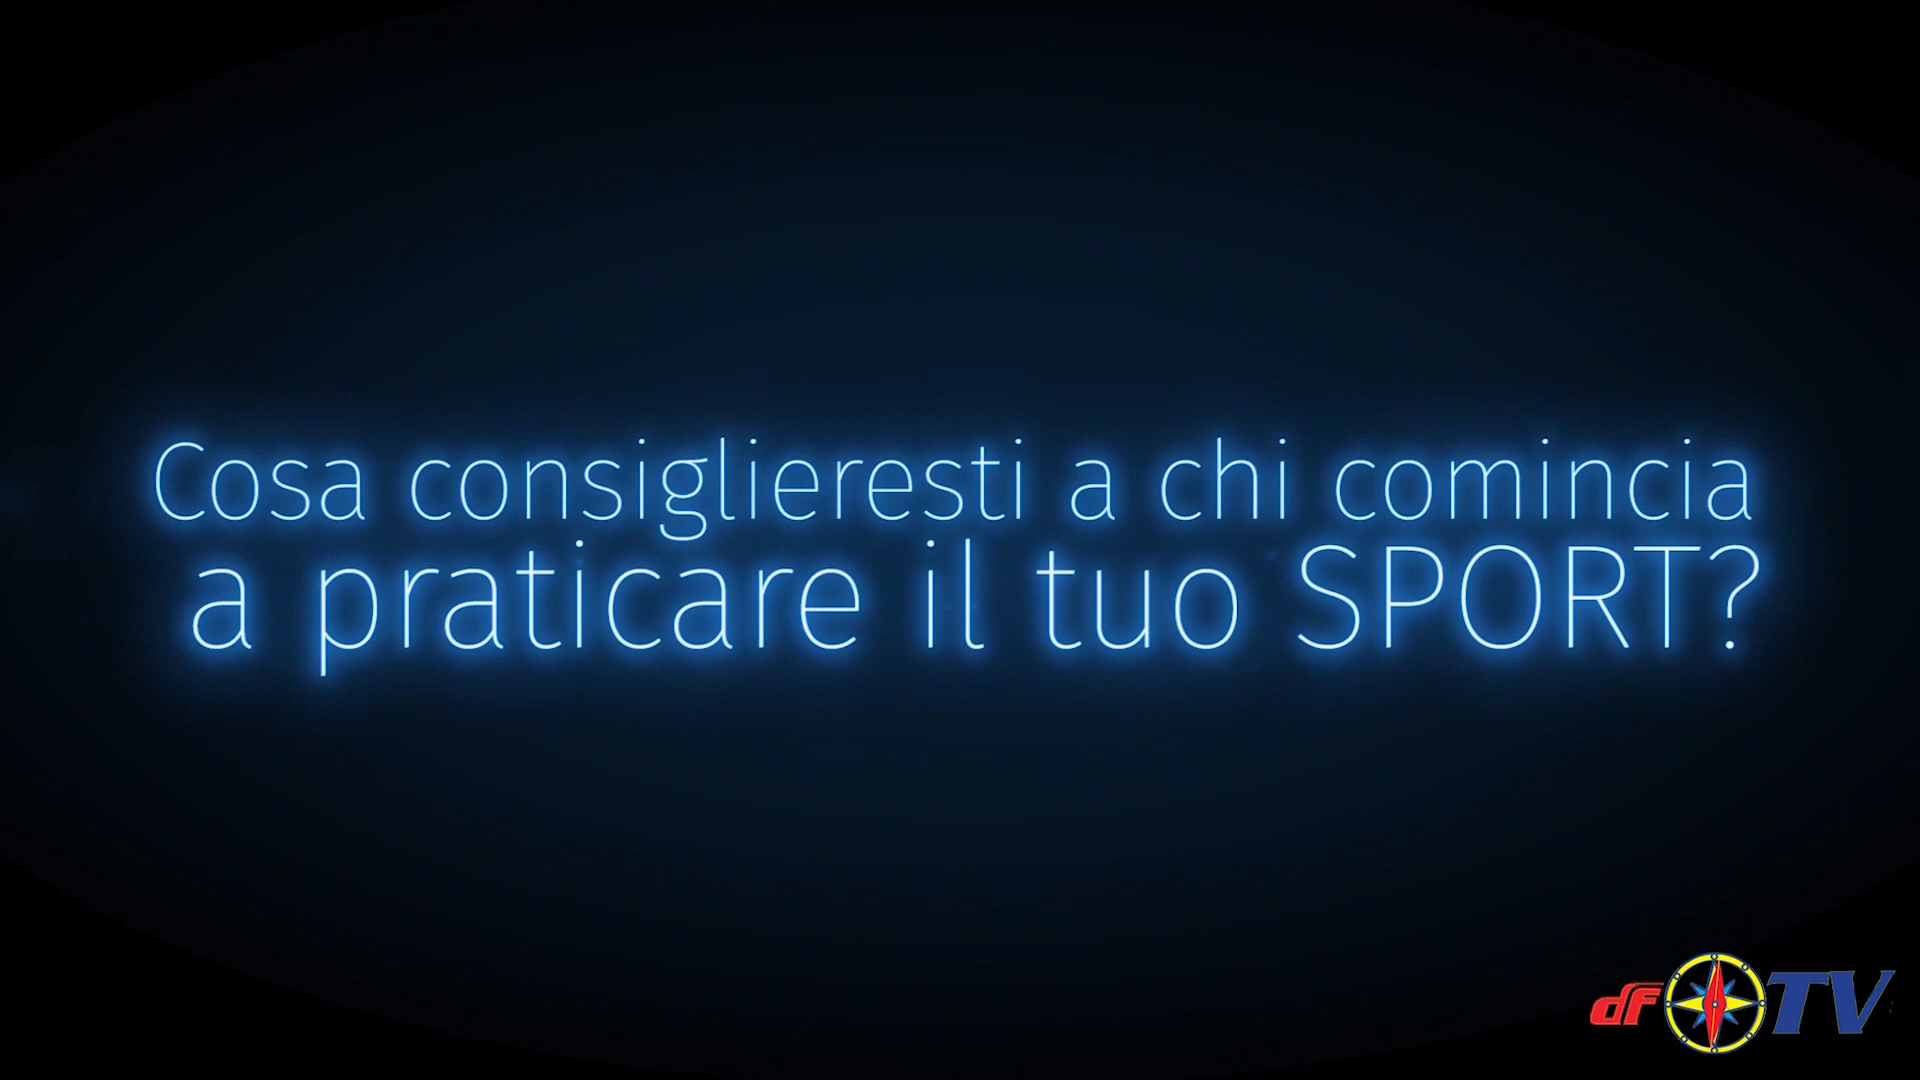 Cosa consiglieresti a chi comincia
a praticare il tuo SPORT?
dF TV